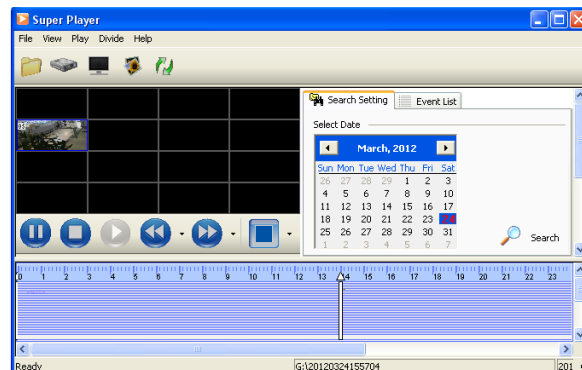 Super Player
File View Play Divide Help
Search Setting Event List
Select Date
March, 2012
Sun Mon Tue Wed Thu Fri Sat
26 27 28 29 1 2 3
4 5 6 7 8 9 10
11 12 13 14 15 16 17
18 19 20 21 22 23 24
25 26 27 28 29 30 31
1 2 3 4 5 6 7
Search
0 1 2 3 4 5 6 7 8 9 10 11 12 13 14 15 16 17 18 19 20 21 22 23
Ready G:\20120324155704 201